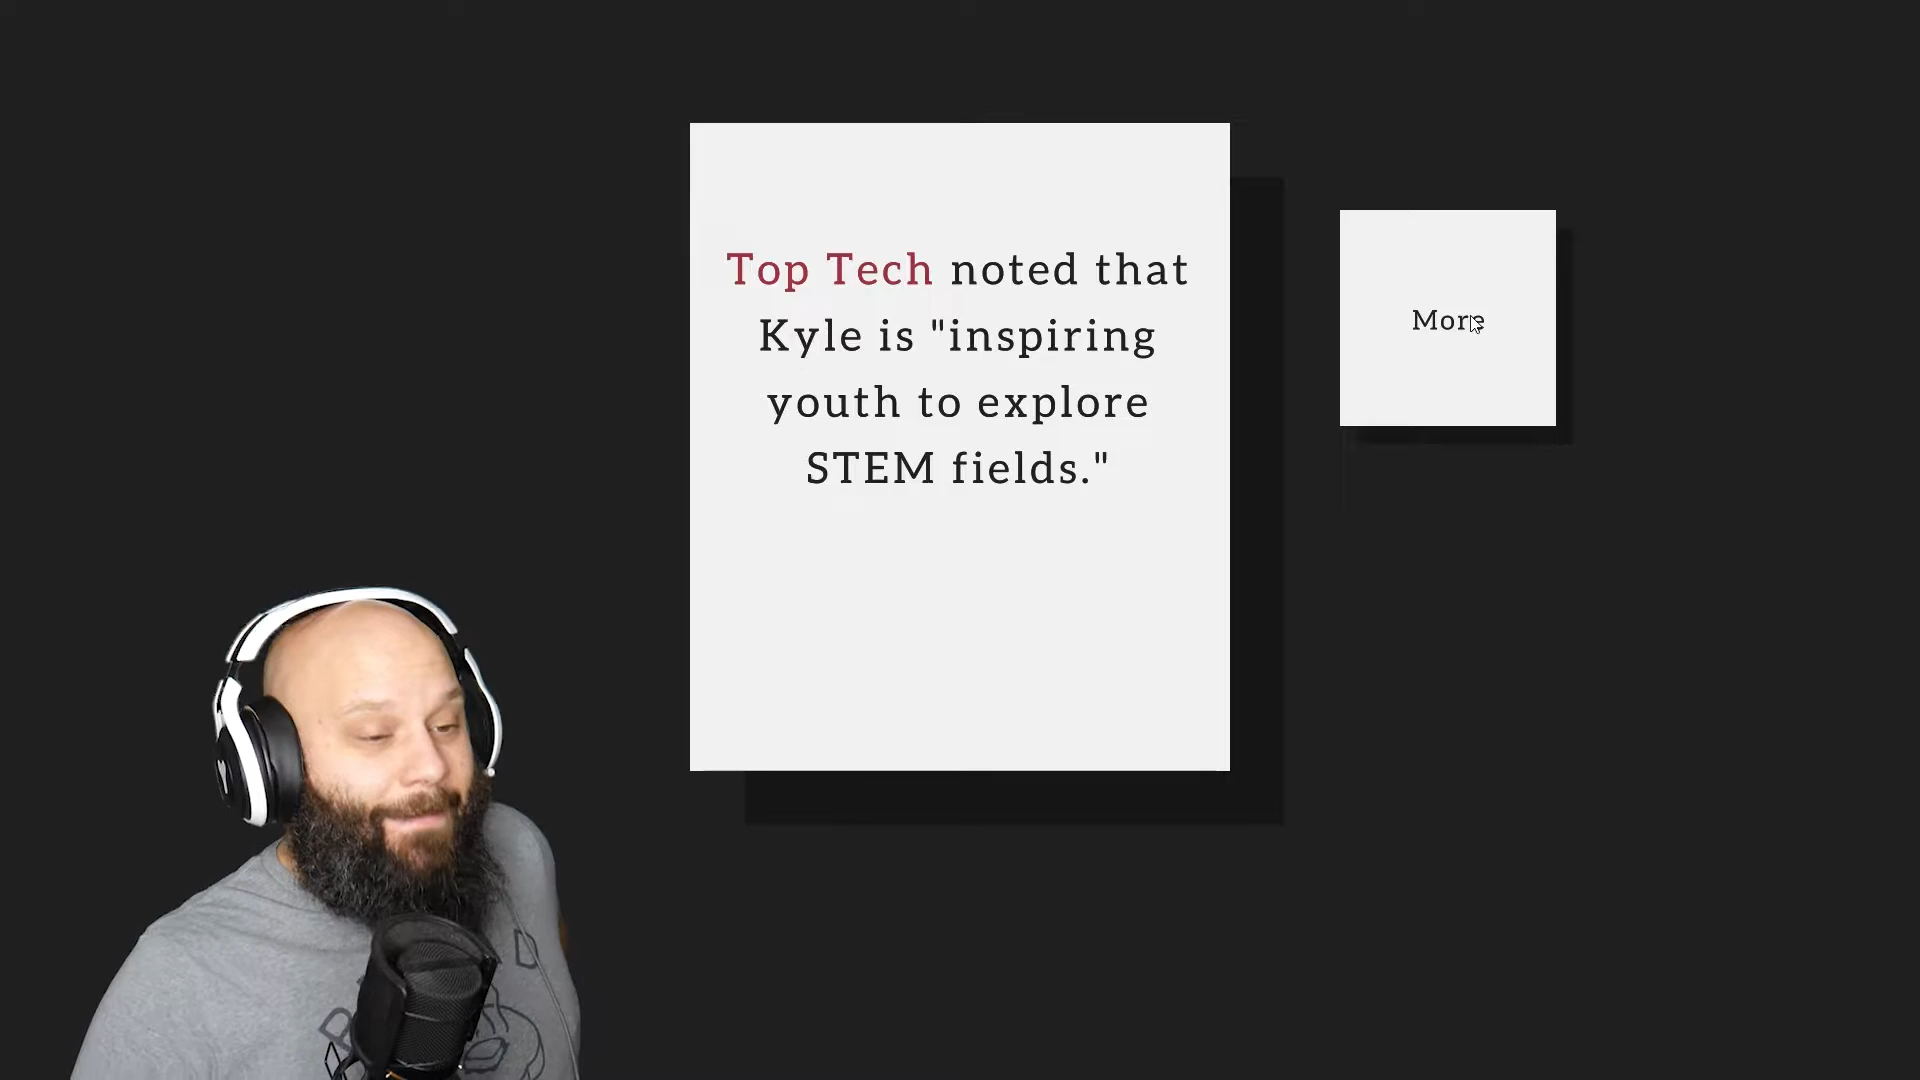 Top Tech noted that
Kyle is "inspiring
youth to explore
STEM fields."
More